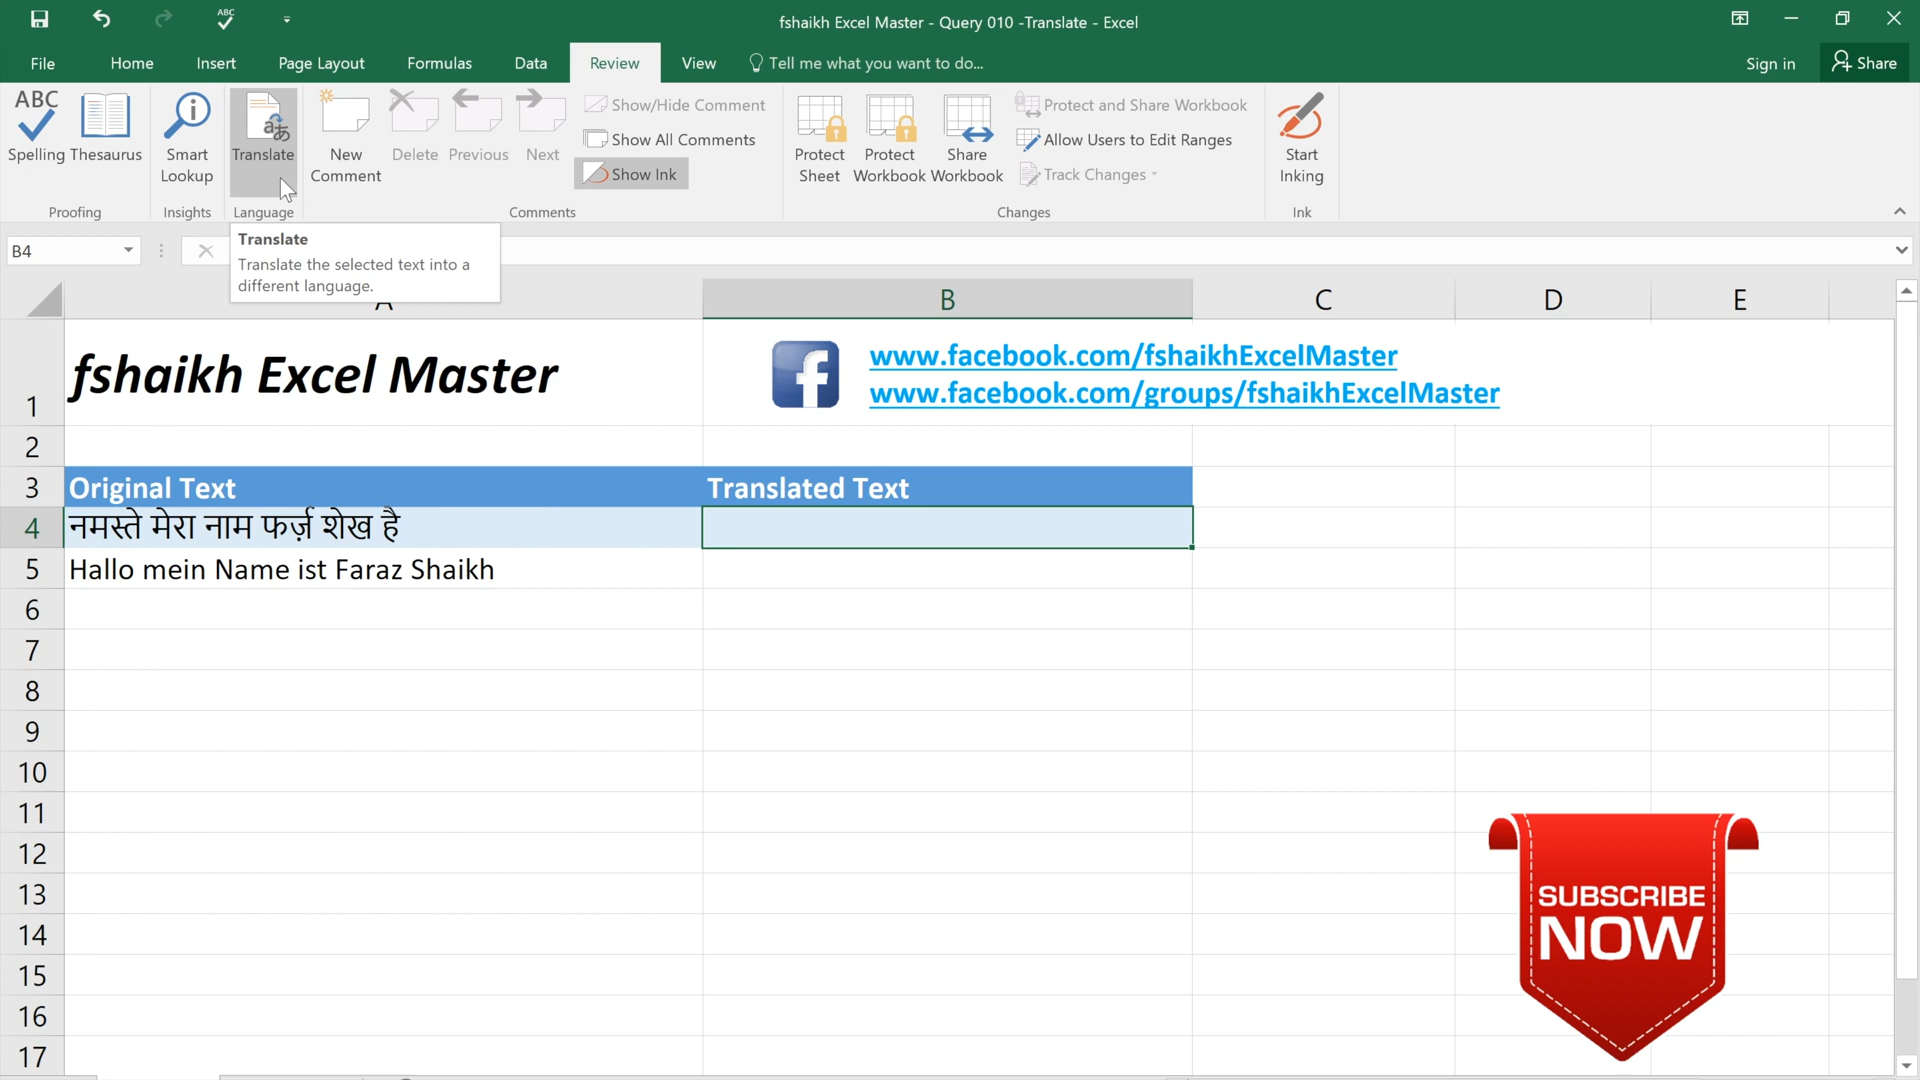 ABC
fshaikh Excel Master - Query 010 -Translate - Excel
File Home Insert Page Layout Formulas Data Review View Tell me what you want to do... Sign in Share
ABC
Spelling
Thesaurus
Proofing
Smart
Lookup
Insights
Translate
Language
New
Comment
Delete
Previous
Next
Show/Hide Comment
Show All Comments
Show Ink
Comments
Protect
Sheet
Protect
Workbook
Share
Workbook
Protect and Share Workbook
Allow Users to Edit Ranges
Track Changes
Changes
Start
Inking
Ink
B4
Translate
Translate the selected text into a
different language.
A B C D E
1
fshaikh Excel Master
f
www.facebook.com/fshaikhExcelMaster
www.facebook.com/groups/fshaikhExcelMaster
2
3 Original Text Translated Text
4 नमस्ते मेरा नाम फर्ज़ शेख है
5 Hallo mein Name ist Faraz Shaikh
6
7
8
9
10
11
12
13
14
15
16
17
SUBSCRIBE
NOW